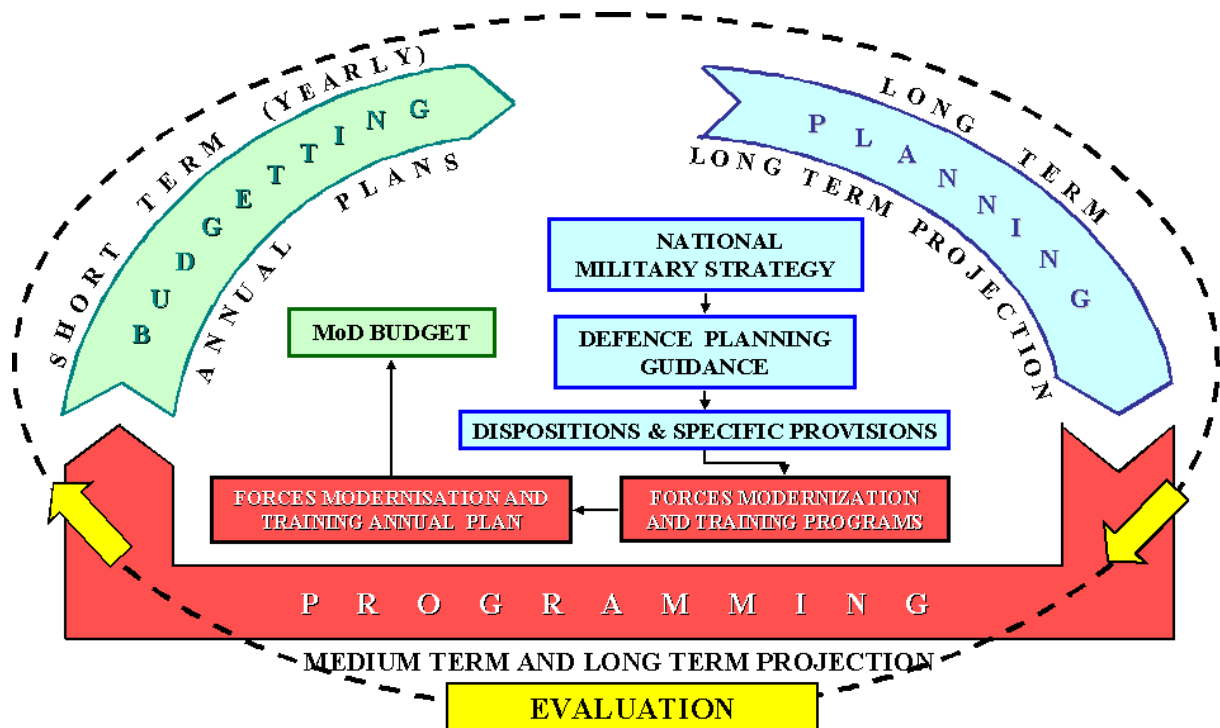 SHORT TERM (YEARLY)
BUDGETTING
ANNUAL PLANS
LONG TERM
PLANNING
LONG TERM PROJECTION
NATIONAL
MILITARY STRATEGY
DEFENCE PLANNING
GUIDANCE
DISPOSITIONS & SPECIFIC PROVISIONS
MoD BUDGET
FORCES MODERNISATION AND
TRAINING ANNUAL PLAN
FORCES MODERNIZATION
AND TRAINING PROGRAMS
PROGRAMMING
MEDIUM TERM AND LONG TERM PROJECTION
EVALUATION